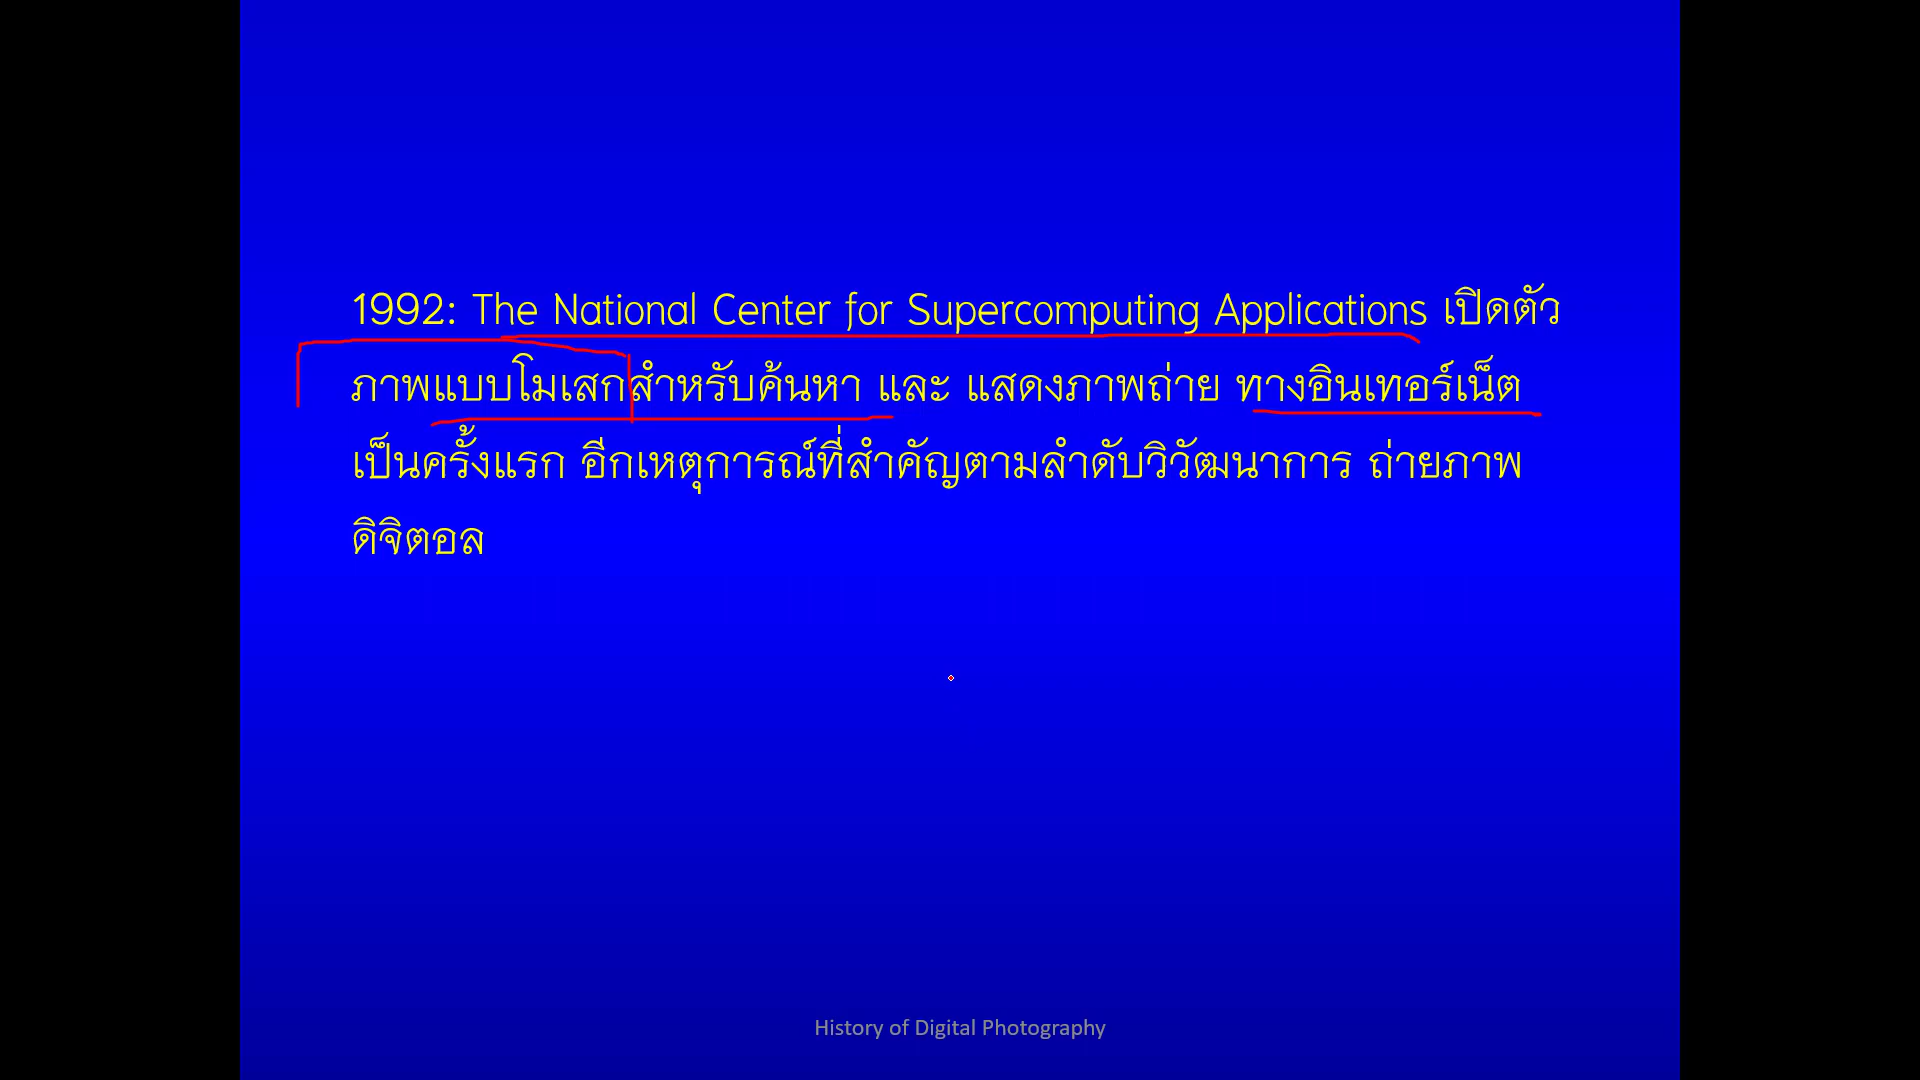 1992: The National Center for Supercomputing Applications เปิดตัว
ภาพแบบโมเสกสำหรับค้นหา และ แสดงภาพถ่าย ทางอินเทอร์เน็ต
เป็นครั้งแรก อีกเหตุการณ์ที่สำคัญตามลำดับวิวัฒนาการ ถ่ายภาพ
ดิจิตอล
History of Digital Photography